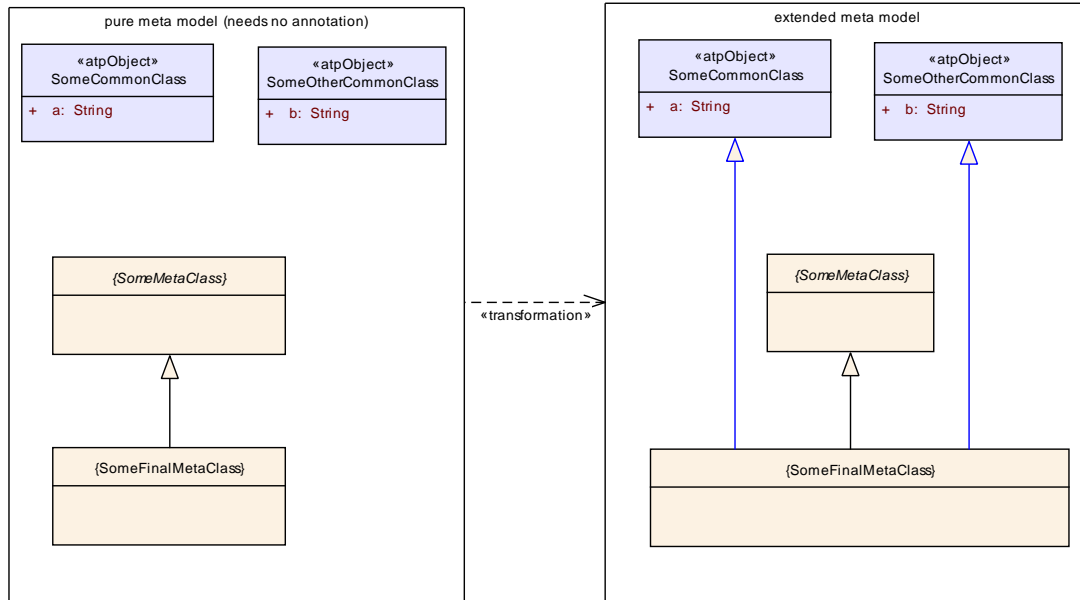 pure meta model (needs no annotation)
«atpObject»
SomeCommonClass
+ a: String
«atpObject»
SomeOtherCommonClass
+ b: String
{SomeMetaClass}
{SomeFinalMetaClass}
«transformation»
extended meta model
«atpObject»
SomeCommonClass
+ a: String
«atpObject»
SomeOtherCommonClass
+ b: String
{SomeMetaClass}
{SomeFinalMetaClass}